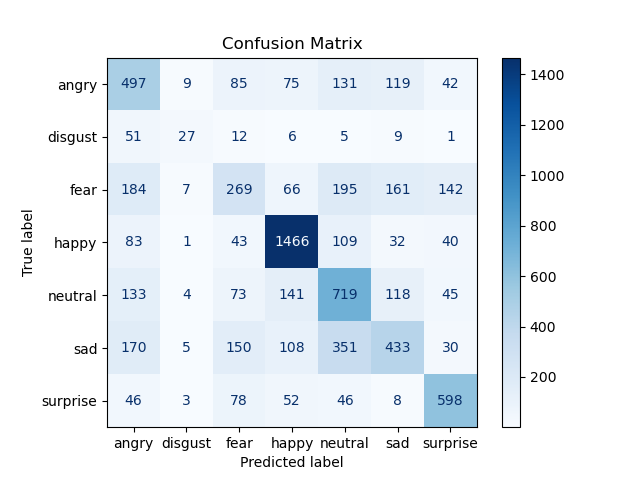 Confusion Matrix
True label
angry 497 9 85 75 131 119 42
disgust 51 27 12 6 5 9 1
fear 184 7 269 66 195 161 142
happy 83 1 43 1466 109 32 40
neutral 133 4 73 141 719 118 45
sad 170 5 150 108 351 433 30
surprise 46 3 78 52 46 8 598
angry disgust fear happy neutral sad surprise
Predicted label
1400
1200
1000
800
600
400
200